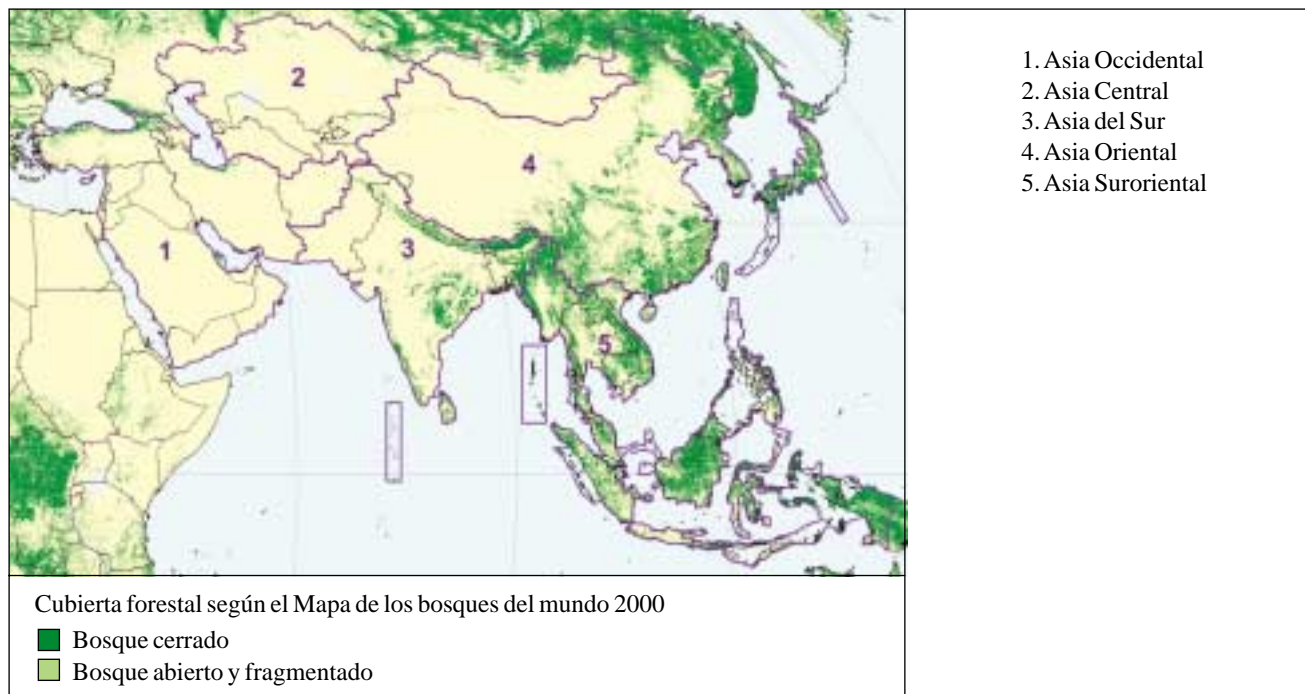 1. Asia Occidental
2. Asia Central
3. Asia del Sur
4. Asia Oriental
5. Asia Suroriental
2
4
1
3
5
Cubierta forestal según el Mapa de los bosques del mundo 2000
Bosque cerrado
Bosque abierto y fragmentado